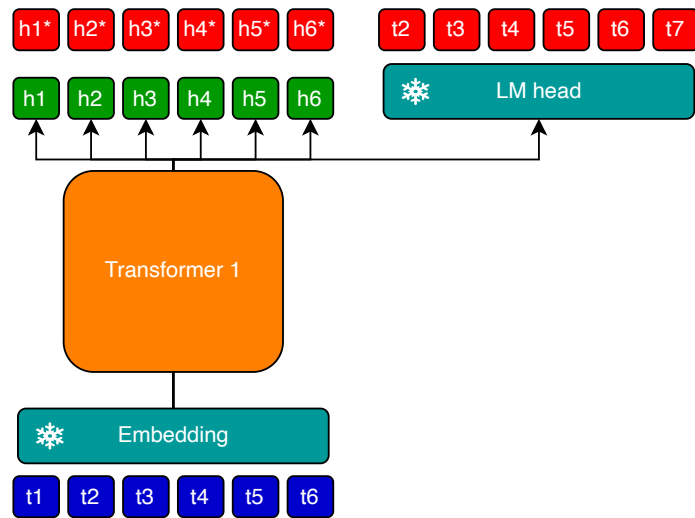 h1* h2* h3* h4* h5* h6* t2 t3 t4 t5 t6 t7
h1 h2 h3 h4 h5 h6 LM head
Transformer 1
Embedding
t1 t2 t3 t4 t5 t6